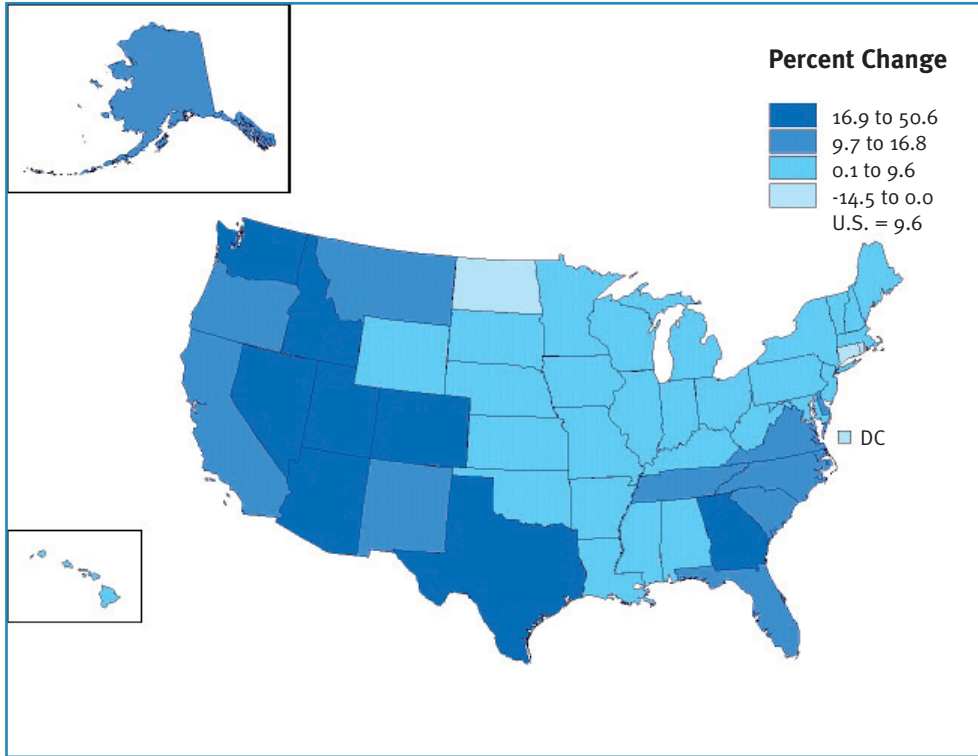 Percent Change
16.9 to 50.6
9.7 to 16.8
0.1 to 9.6
-14.5 to 0.0
U.S. = 9.6
DC